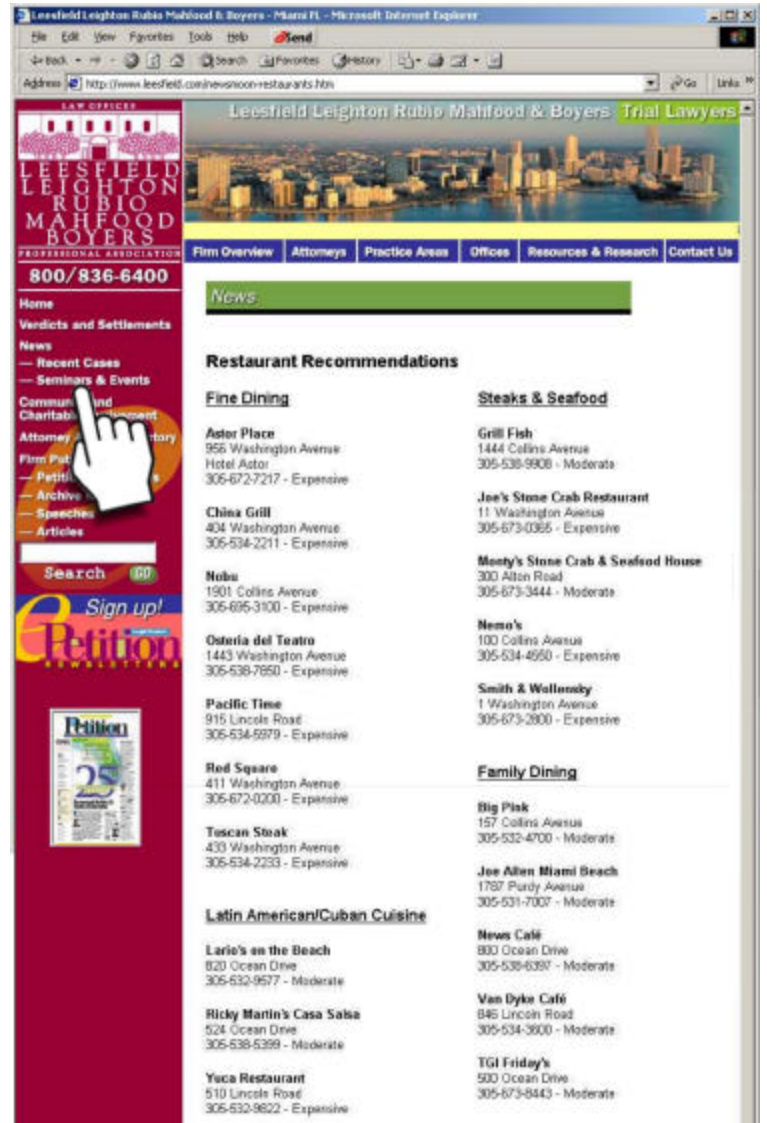 Leesfield Leighton Rubio Mahfood & Boyers - Miami FL - Microsoft Internet Explorer
File Edit View Favorites Tools Help Send
Back Search Favorites History
Address http://www.leesfield.com/newsmoon-restaurants.htm Go Links
LAW OFFICES
LEESFIELD
LEIGHTON
RUBIO
MAHFOOD
BOYERS
PROFESSIONAL ASSOCIATION
800/836-6400
Home
Verdicts and Settlements
News
— Recent Cases
— Seminars & Events
and
Attorney
Firm
— Archive
— Speeches
— Articles
Search GO
Sign up!
ePetition
NEWSLETTERS
Petition
25
Leesfield Leighton Rubio Mahfood & Boyers Trial Lawyers
Firm Overview Attorneys Practice Areas Offices Resources & Research Contact Us
News
Restaurant Recommendations
Fine Dining
Astor Place
956 Washington Avenue
Hotel Astor
305-672-7217 - Expensive
China Grill
404 Washington Avenue
305-534-2211 - Expensive
Nobu
1901 Collins Avenue
305-695-3100 - Expensive
Osteria del Teatro
1443 Washington Avenue
305-538-7850 - Expensive
Pacific Time
915 Lincoln Road
305-534-5979 - Expensive
Red Square
411 Washington Avenue
305-672-0200 - Expensive
Tuscan Steak
433 Washington Avenue
305-534-2233 - Expensive
Latin American/Cuban Cuisine
Lario's on the Beach
820 Ocean Drive
305-532-9577 - Moderate
Ricky Martin's Casa Salsa
524 Ocean Drive
305-538-5399 - Moderate
Yuca Restaurant
510 Lincoln Road
305-532-9822 - Expensive
Steaks & Seafood
Grill Fish
1444 Collins Avenue
305-538-9908 - Moderate
Joe's Stone Crab Restaurant
11 Washington Avenue
305-673-0365 - Expensive
Monty's Stone Crab & Seafood House
300 Alton Road
305-673-3444 - Moderate
Nemo's
100 Collins Avenue
305-534-4550 - Expensive
Smith & Wollensky
1 Washington Avenue
305-673-2800 - Expensive
Family Dining
Big Pink
157 Collins Avenue
305-532-4700 - Moderate
Joe Allen Miami Beach
1787 Purdy Avenue
305-531-7007 - Moderate
News Café
800 Ocean Drive
305-538-6397 - Moderate
Van Dyke Café
846 Lincoln Road
305-534-3600 - Moderate
TGI Friday's
500 Ocean Drive
305-673-8443 - Moderate